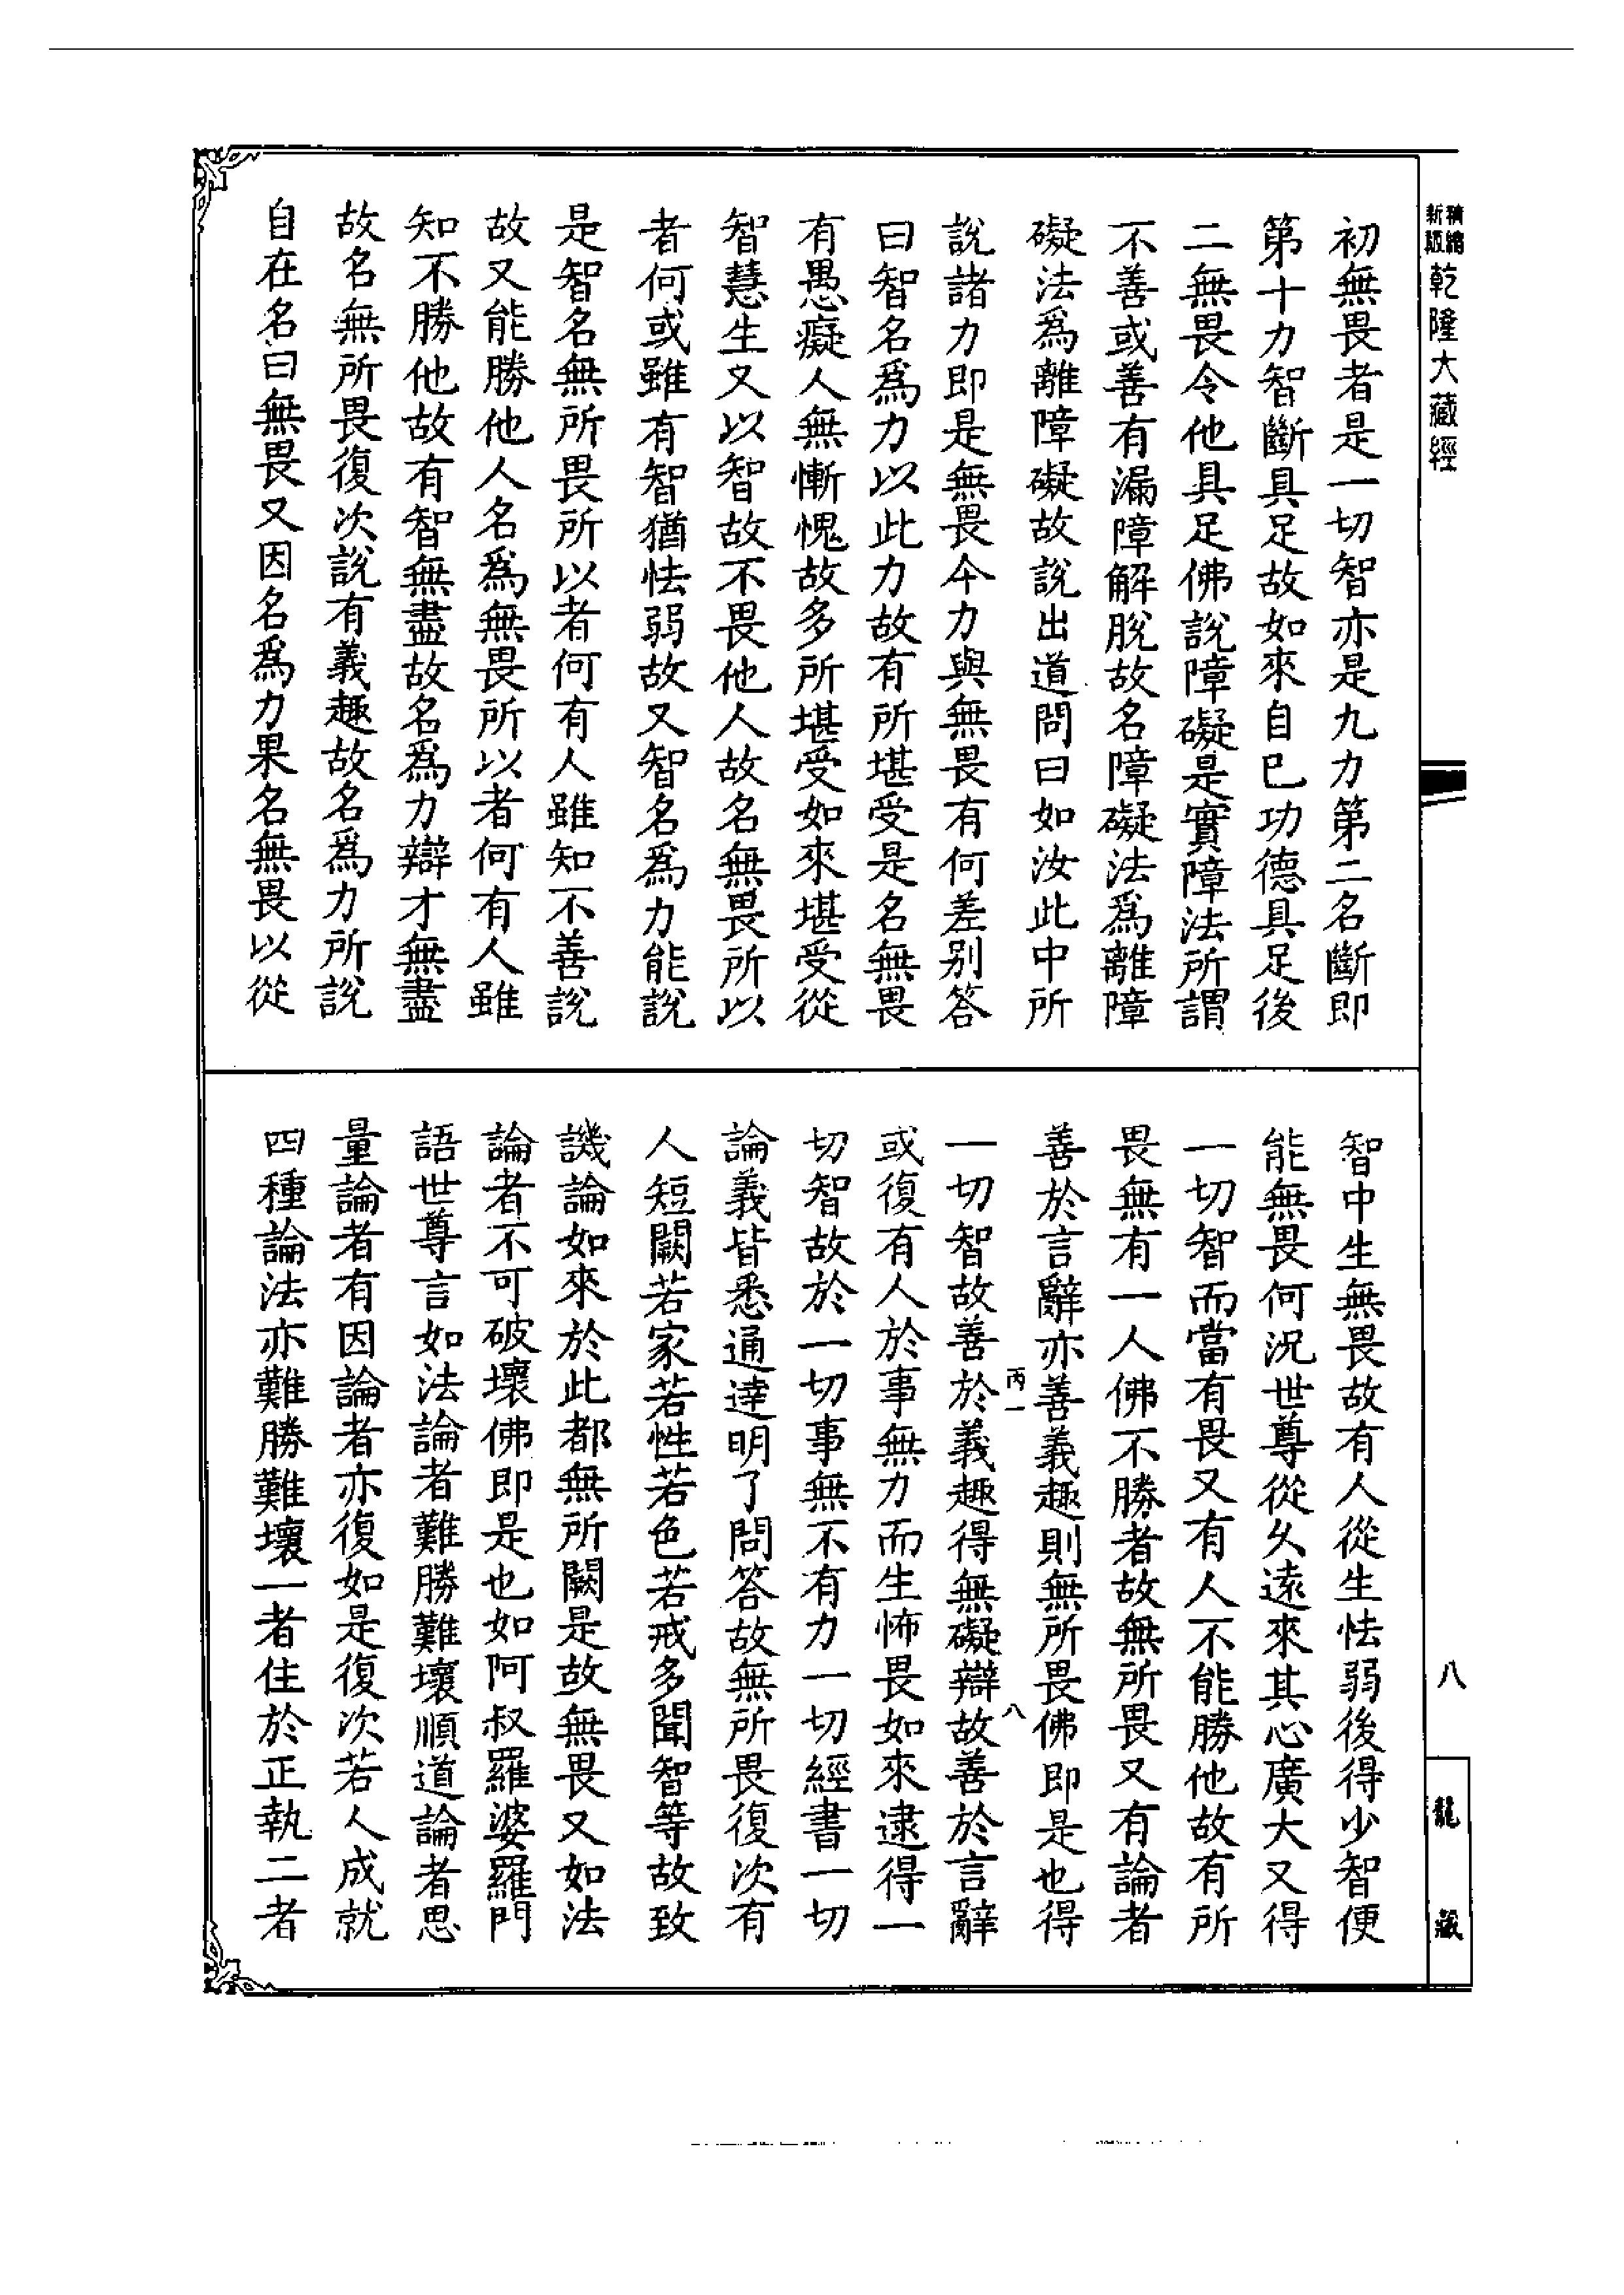 新版精縮乾隆大藏經
初無畏者是一切智亦是九力第二名斷即
第十力智斷具足故如來自已功德具足後
二無畏令他具足佛說障礙是實障法所謂
不善或善有漏障解脫故名障礙法為離障
礙法為離障礙故說出道問曰如汝此中所
說諸力即是無畏今力與無畏有何差別答
曰智名為力以此力故有所堪受是名無畏
有愚癡人無慚愧故多所堪受如來堪受從
智慧生又以智故不畏他人故名無畏所以
者何或雖有智猶怯弱故又智名為力能說
是智名無所畏所以者何有人雖知不善說
故又能勝他人名為無畏所以者何有人雖
知不勝他故有智無盡故名為力辯才無盡
故名無所畏復次說有義趣故名為力所說
自在名曰無畏又因名為力果名無畏以從
智中生無畏故有人從生怯弱後得少智便
能無畏何況世尊從久遠來其心廣大又得
一切智而當有畏又有人不能勝他故有所
畏無有一人佛不勝者故無所畏又有論者
善於言辭亦善義趣則無所畏佛即是也得
丙一
八
一切智故善於義趣得無礙辯故善於言辭
或復有人於事無力而生怖畏如來逮得一
切智故於一切事無不有力一切經書一切
論義皆悉通達明了問答故無所畏復次有
人短闕若家若性若色若戒多聞智等故致
譏論如來於此都無所闕是故無畏又如法
論者不可破壞佛即是也如阿叔羅婆羅門
語世尊言如法論者難勝難壞順道論者思
量論者有因論者亦復如是復次若人成就
四種論法亦難勝難壞一者住於正執二者
八
龍藏